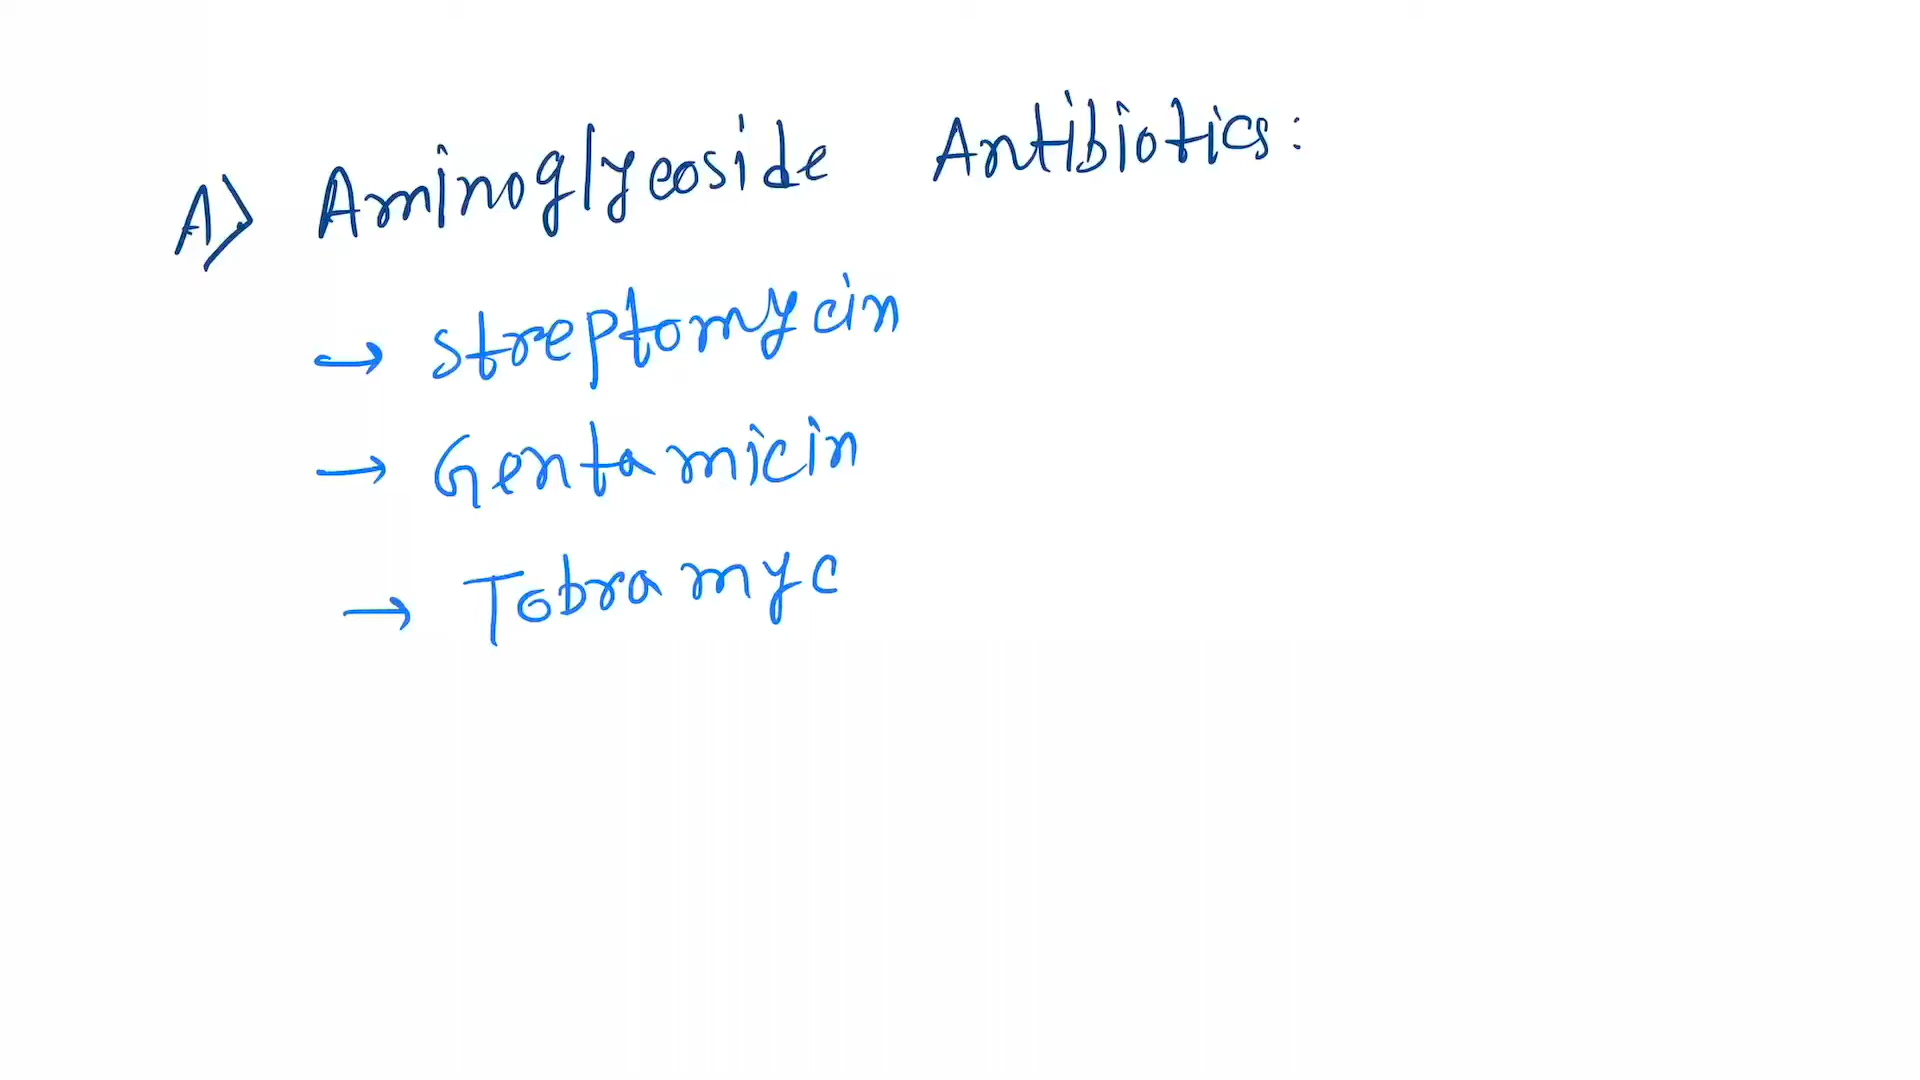 A) Aminoglycoside Antibiotics:
→ Streptomycin
→ Gentamicin
→ Tobramyc